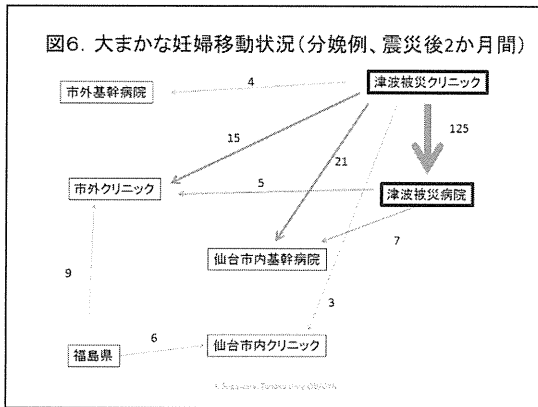 図6. 大まかな妊婦移動状況(分娩例、震災後2か月間)
市外基幹病院
4
津波被災クリニック
15
125
21
市外クリニック
5
津波被災病院
7
仙台市内基幹病院
9
3
6
福島県
仙台市内クリニック